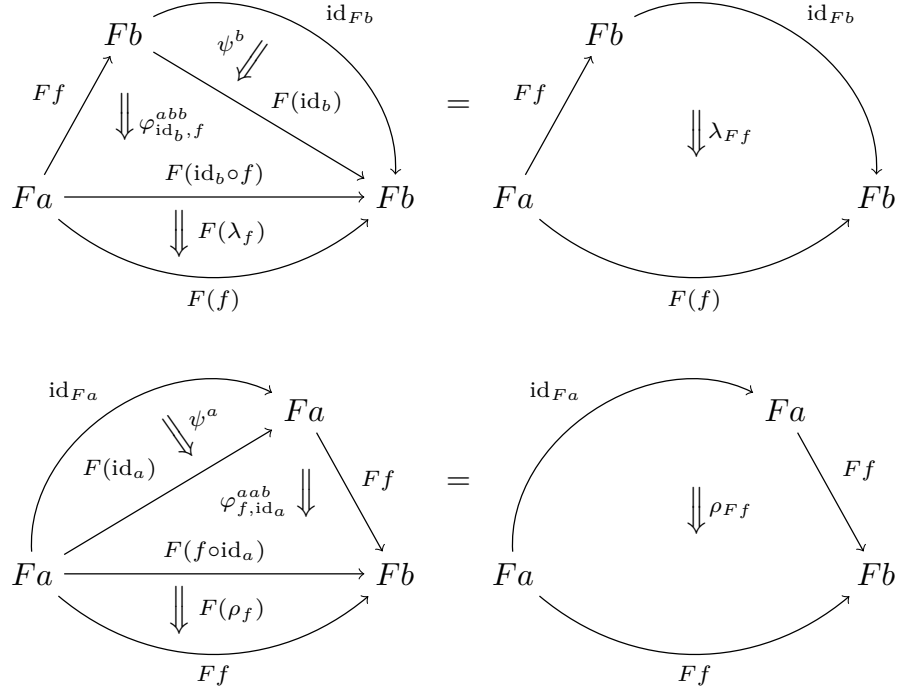 id_{Fb} id_{Fb}
Fb Fb
ψ^b
Ff F(id_b) = Ff
φ^{abb}_{id_b,f} λ_{Ff}
F(id_b∘f)
Fa Fb Fa Fb
F(λ_f)
F(f) F(f)
id_{Fa} id_{Fa}
Fa Fa
ψ^a
F(id_a) Ff = Ff
φ^{aab}_{f,id_a} ρ_{Ff}
F(f∘id_a)
Fa Fb Fa Fb
F(ρ_f)
Ff Ff